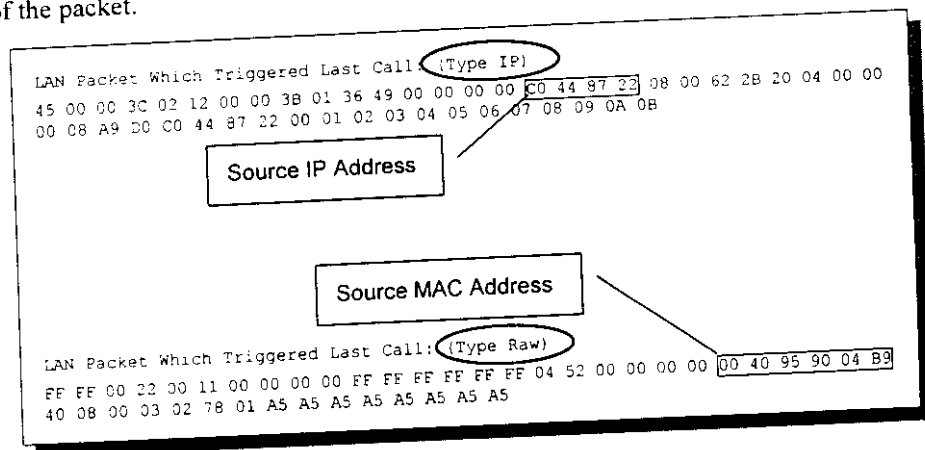 of the packet.
LAN Packet Which Triggered Last Call: (Type IP)
45 00 00 3C 02 12 00 00 3B 01 36 49 00 00 00 00 C0 44 87 22 08 00 62 2B 20 04 00 00
00 08 A9 D0 C0 44 87 22 00 01 02 03 04 05 06 07 08 09 0A 0B
Source IP Address
Source MAC Address
LAN Packet Which Triggered Last Call: (Type Raw)
FF FF 00 22 00 11 00 00 00 00 FF FF FF FF FF FF 04 52 00 00 00 00 00 40 95 90 04 B9
40 08 00 03 02 78 01 A5 A5 A5 A5 A5 A5 A5 A5